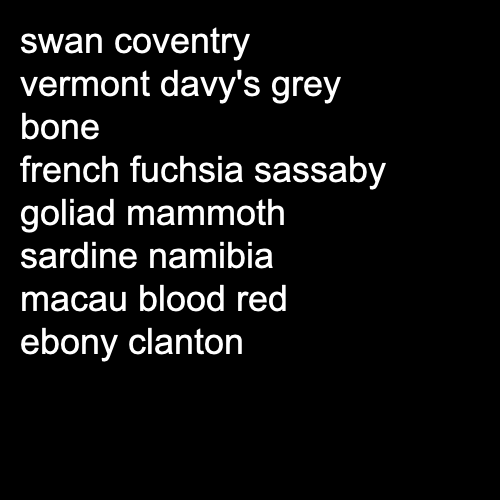 swan coventry
vermont davy's grey
bone
french fuchsia sassaby
goliad mammoth
sardine namibia
macau blood red
ebony clanton